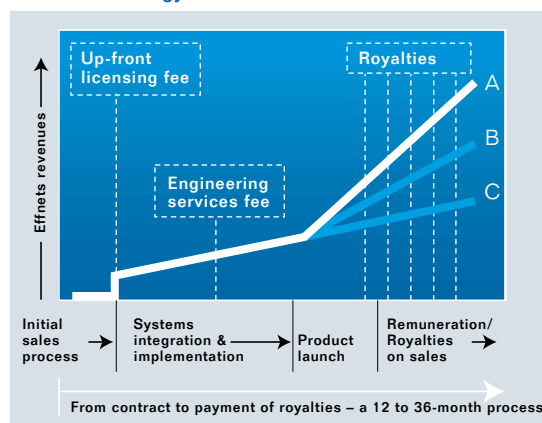 Up-front
licensing fee
Royalties
A
B
C
Engineering
services fee
Effnets revenues
Initial
sales
process
Systems
integration &
implementation
Product
launch
Remuneration/
Royalties
on sales
From contract to payment of royalties – a 12 to 36-month process